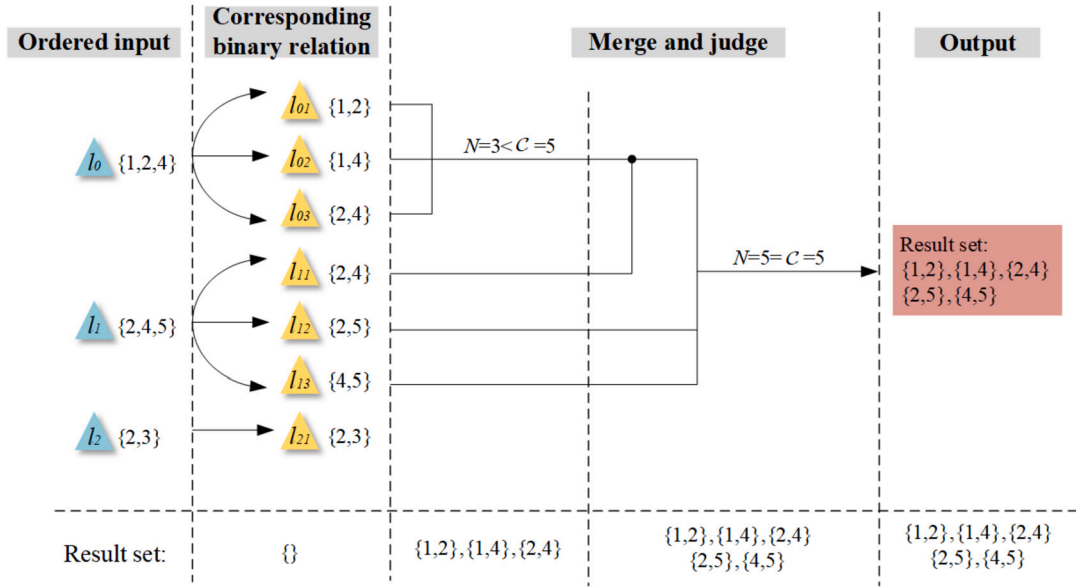 Ordered input
Corresponding
binary relation
Merge and judge
Output
l0 {1,2,4}
l01 {1,2}
l02 {1,4}
l03 {2,4}
N=3<C=5
l1 {2,4,5}
l11 {2,4}
l12 {2,5}
l13 {4,5}
N=5=C=5
Result set:
{1,2},{1,4},{2,4}
{2,5},{4,5}
l2 {2,3}
l21 {2,3}
Result set:
{}
{1,2},{1,4},{2,4}
{1,2},{1,4},{2,4}
{2,5},{4,5}
{1,2},{1,4},{2,4}
{2,5},{4,5}